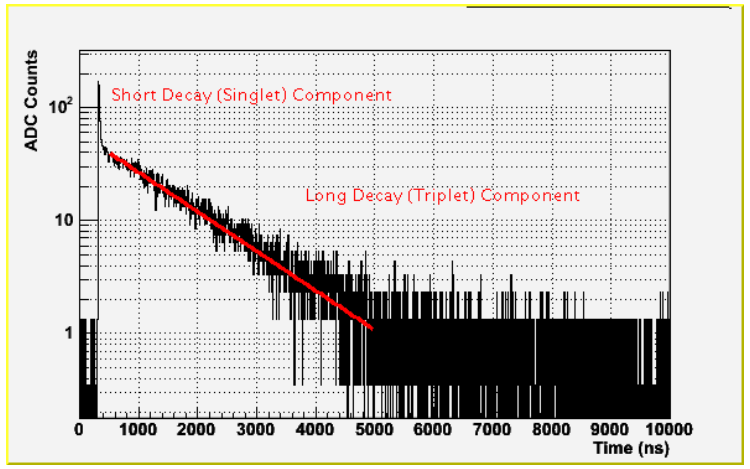 ADC Counts
10²
10
1
Short Decay (Singlet) Component
Long Decay (Triplet) Component
0 1000 2000 3000 4000 5000 6000 7000 8000 9000 10000
Time (ns)